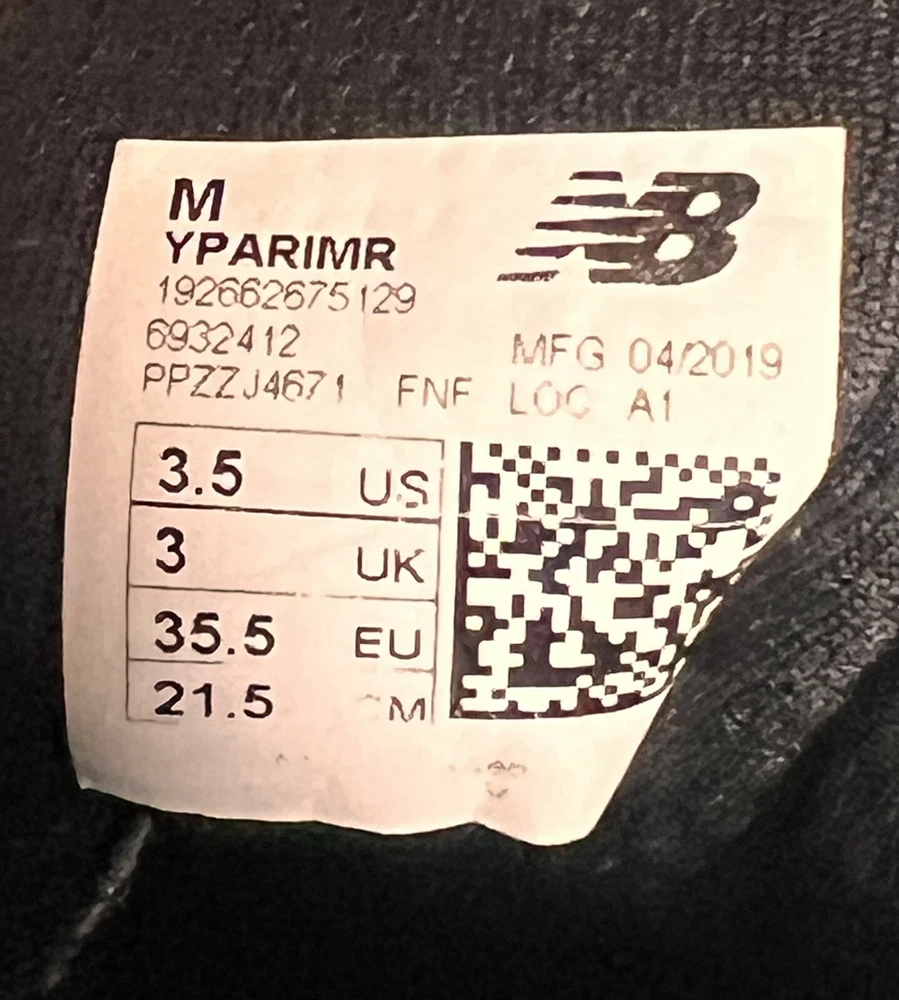 M
NB
YPARIMR
192662675129
6932412
MFG 04/2019
PPZZJ4671 FNF LOC A1
3.5 US
3 UK
35.5 EU
21.5 M